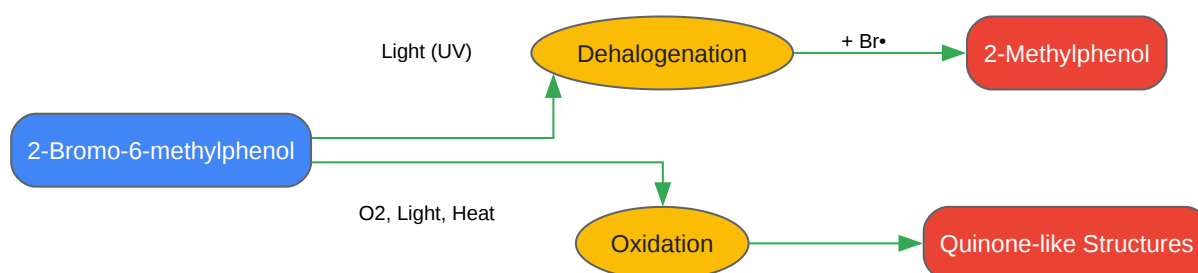 Light (UV)
Dehalogenation
+ Br•
2-Methylphenol
2-Bromo-6-methylphenol
O2, Light, Heat
Oxidation
Quinone-like Structures